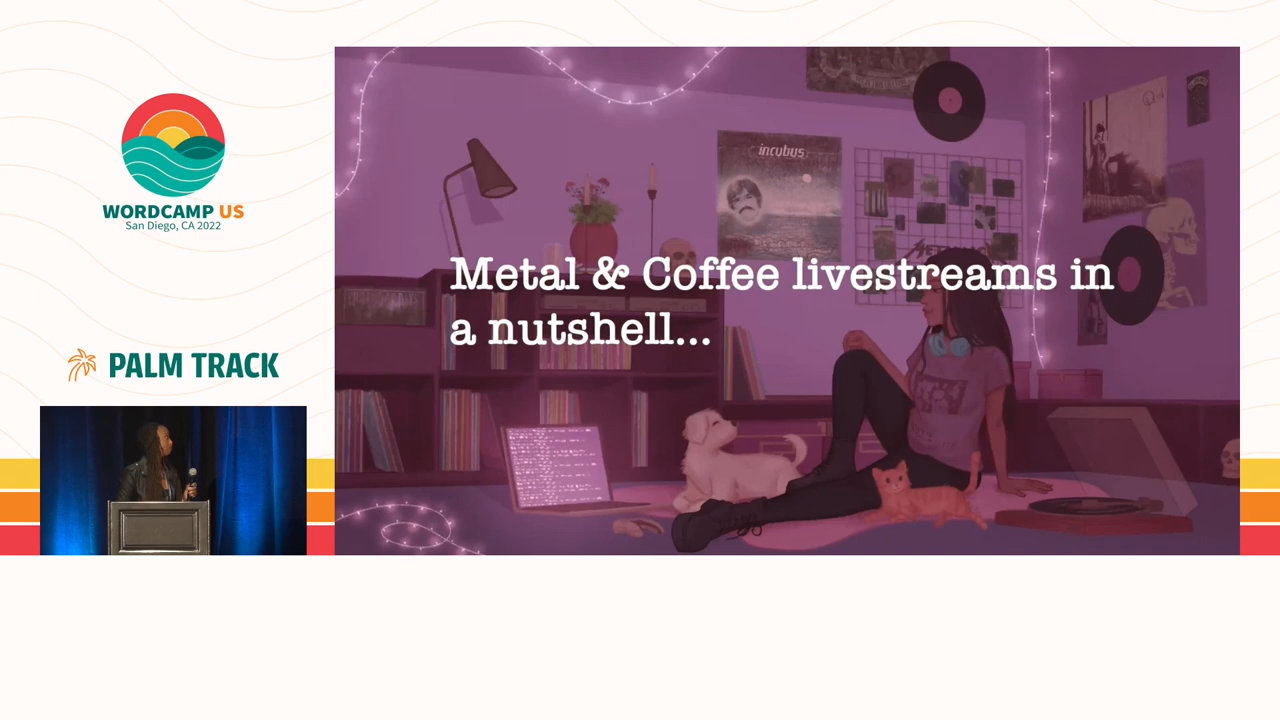 WORDCAMP US
San Diego, CA 2022
PALM TRACK
incubus
Metal & Coffee livestreams in
a nutshell...